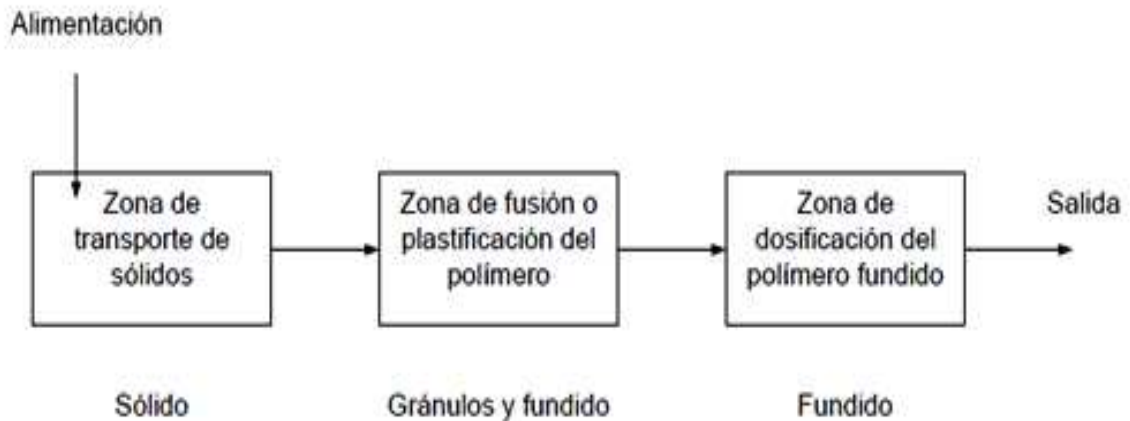 Alimentación
Zona de
transporte de
sólidos
Zona de fusión o
plastificación del
polímero
Zona de
dosificación del
polímero fundido
Salida
Sólido
Gránulos y fundido
Fundido